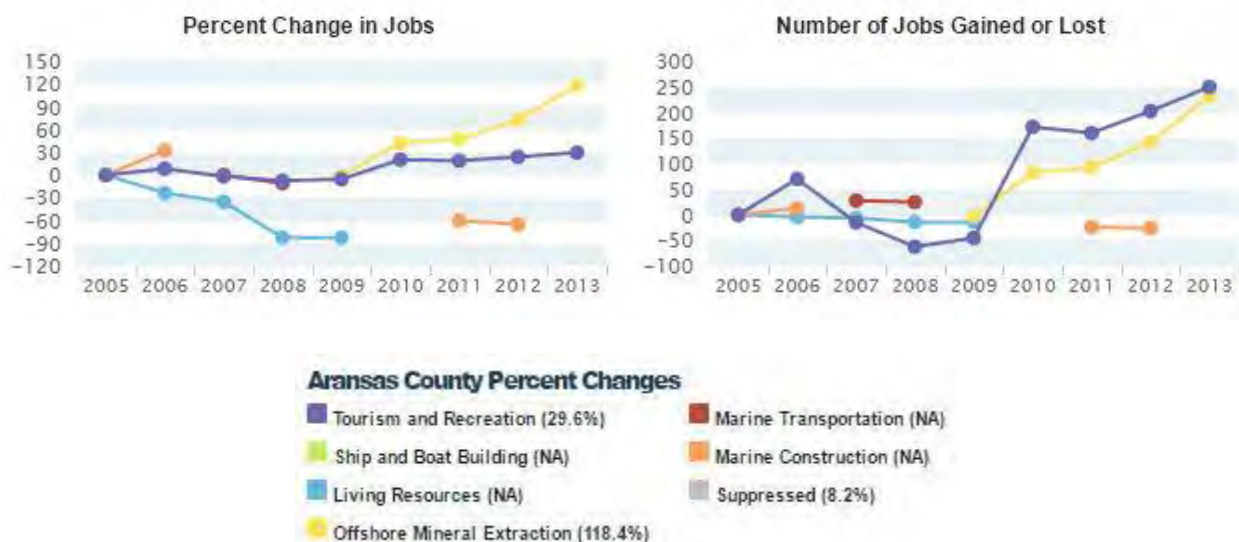 Percent Change in Jobs
150
120
90
60
30
0
-30
-60
-90
-120
2005 2006 2007 2008 2009 2010 2011 2012 2013
Number of Jobs Gained or Lost
300
250
200
150
100
50
0
-50
-100
2005 2006 2007 2008 2009 2010 2011 2012 2013
Aransas County Percent Changes
Tourism and Recreation (29.6%)
Ship and Boat Building (NA)
Living Resources (NA)
Offshore Mineral Extraction (118.4%)
Marine Transportation (NA)
Marine Construction (NA)
Suppressed (8.2%)